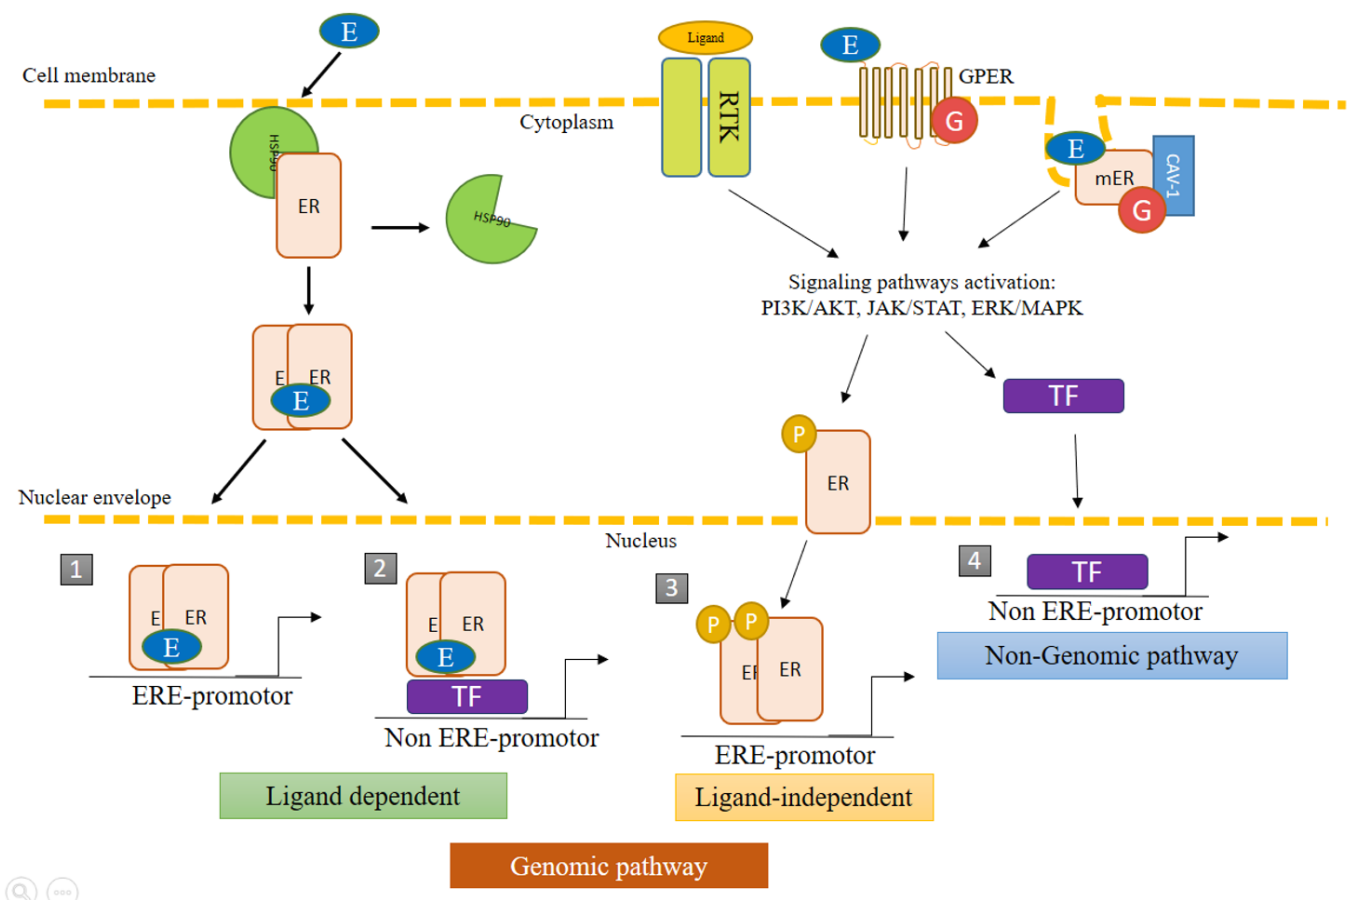 E
Ligand
E
GPER
Cell membrane
RTK
G
Cytoplasm
HSP90
E
mER
CAV-1
G
ER
HSP90
Signaling pathways activation:
PI3K/AKT, JAK/STAT, ERK/MAPK
E
ER
E
TF
P
ER
Nuclear envelope
Nucleus
1
E
ER
E
ERE-promotor
2
E
ER
E
TF
Non ERE-promotor
3
P
P
ER
ER
ERE-promotor
4
TF
Non ERE-promotor
Non-Genomic pathway
Ligand dependent
Ligand-independent
Genomic pathway